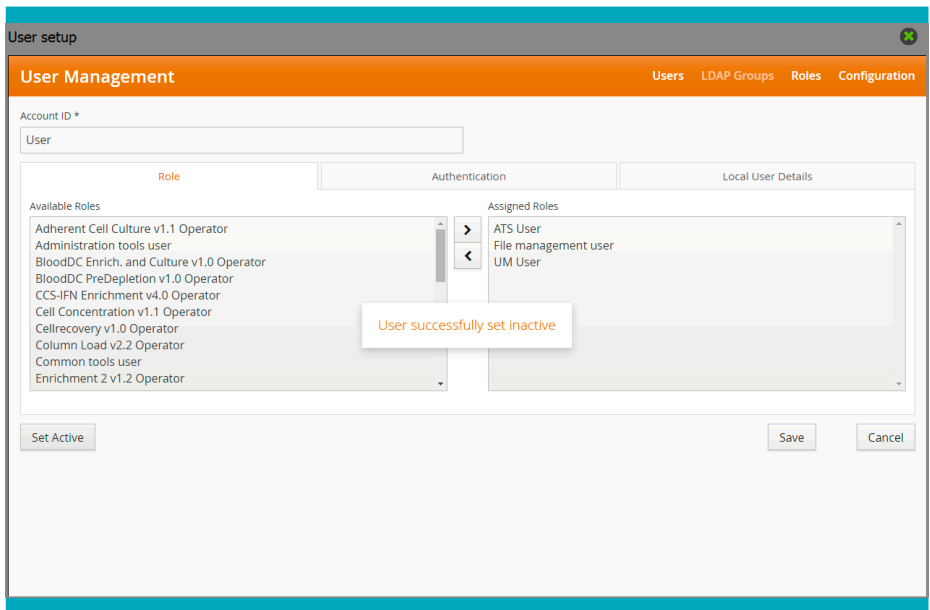 User setup
User Management
Users LDAP Groups Roles Configuration
Account ID *
User
Role Authentication Local User Details
Available Roles
Adherent Cell Culture v1.1 Operator
Administration tools user
BloodDC Enrich. and Culture v1.0 Operator
BloodDC PreDepletion v1.0 Operator
CCS-IFN Enrichment v4.0 Operator
Cell Concentration v1.1 Operator
Cellrecovery v1.0 Operator
Column Load v2.2 Operator
Common tools user
Enrichment 2 v1.2 Operator
Assigned Roles
ATS User
File management user
UM User
User successfully set inactive
Set Active Save Cancel